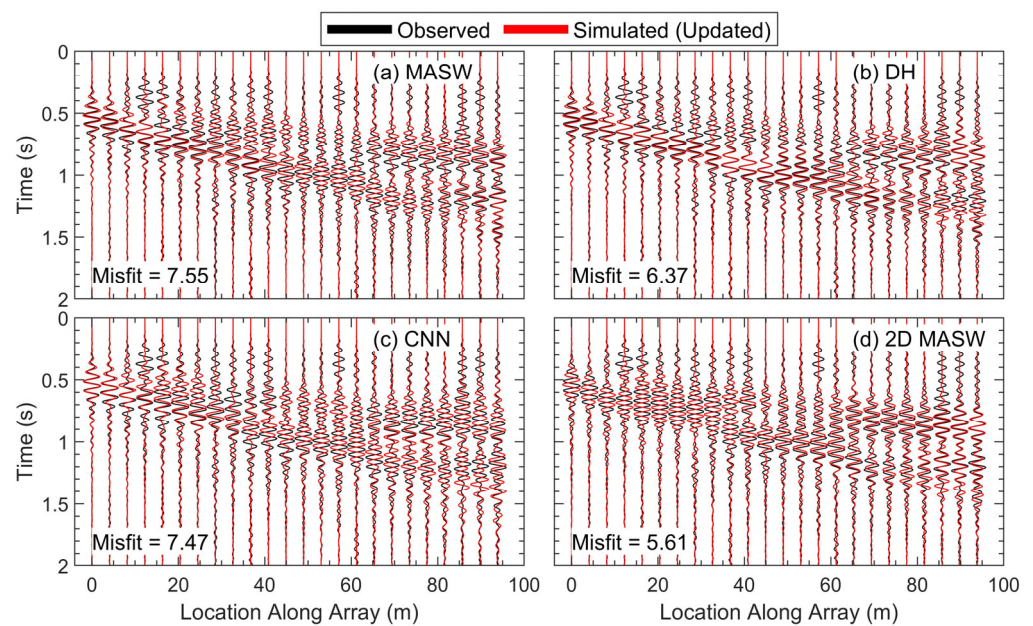 Observed Simulated (Updated)
0
0.5
1
1.5
2
Time (s)
(a) MASW
Misfit = 7.55
(b) DH
Misfit = 6.37
0
0.5
1
1.5
2
Time (s)
(c) CNN
Misfit = 7.47
0 20 40 60 80 100
Location Along Array (m)
(d) 2D MASW
Misfit = 5.61
0 20 40 60 80 100
Location Along Array (m)